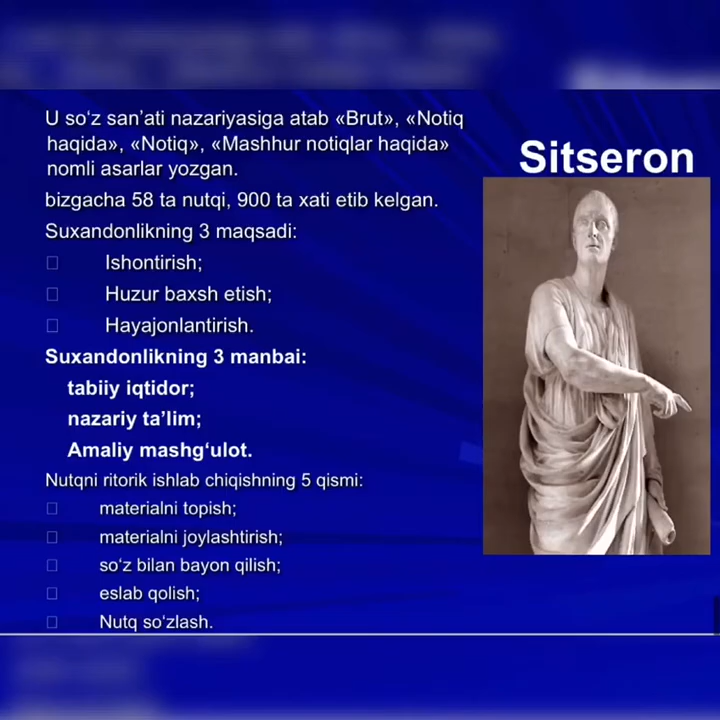 U so‘z san’ati nazariyasiga atab «Brut», «Notiq
haqida», «Notiq», «Mashhur notiqlar haqida»
nomli asarlar yozgan.
bizgacha 58 ta nutqi, 900 ta xati etib kelgan.
Suxandonlikning 3 maqsadi:
Ishontirish;
Huzur baxsh etish;
Hayajonlantirish.
Suxandonlikning 3 manbai:
tabiiy iqtidor;
nazariy ta’lim;
Amaliy mashg‘ulot.
Nutqni ritorik ishlab chiqishning 5 qismi:
materialni topish;
materialni joylashtirish;
so‘z bilan bayon qilish;
eslab qolish;
Nutq so‘zlash.
Sitseron